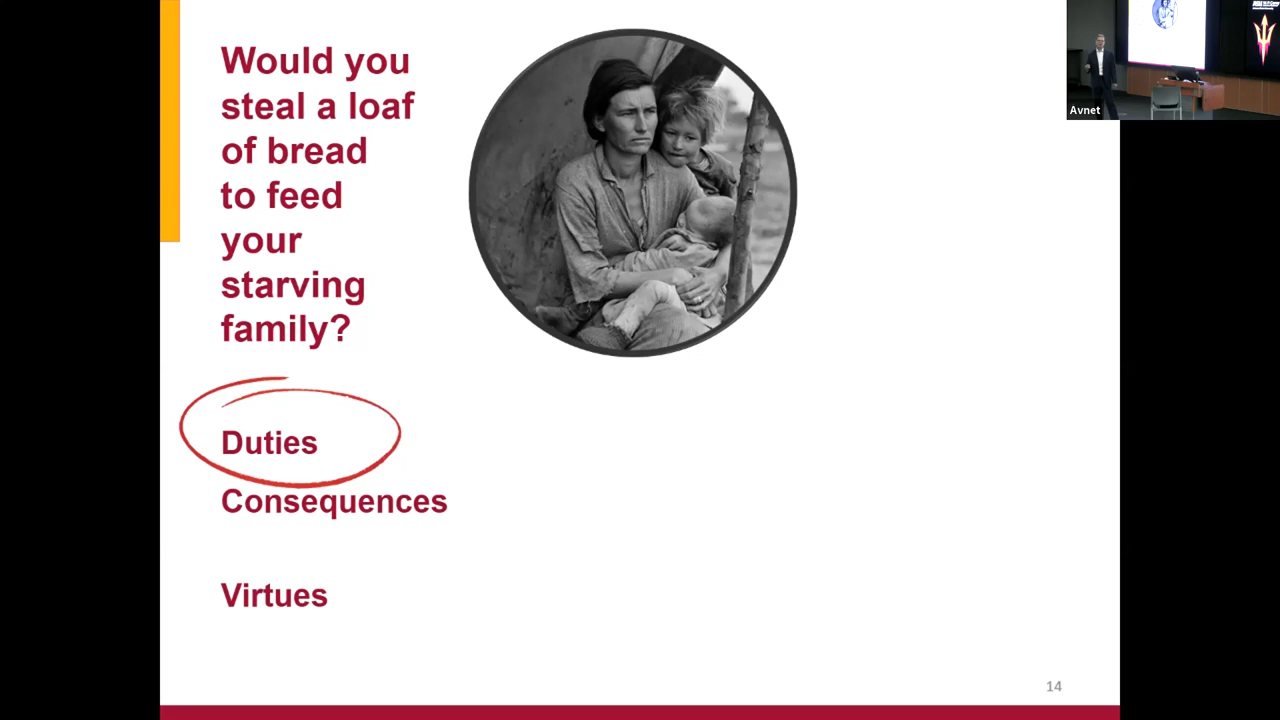 Would you
steal a loaf
of bread
to feed
your
starving
family?
Duties
Consequences
Virtues
14
Avnet